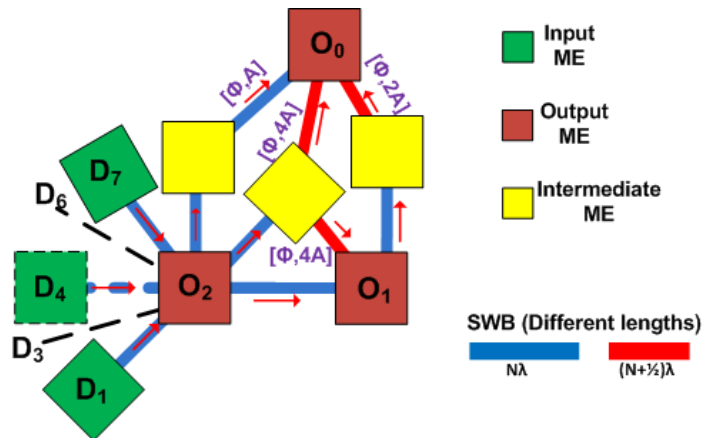 O0
[Φ,A]
[Φ,4A]
[Φ,2A]
D7
D6
D4
O2
[Φ,4A]
O1
D3
D1
Input
ME
Output
ME
Intermediate
ME
SWB (Different lengths)
Nλ
(N+½)λ